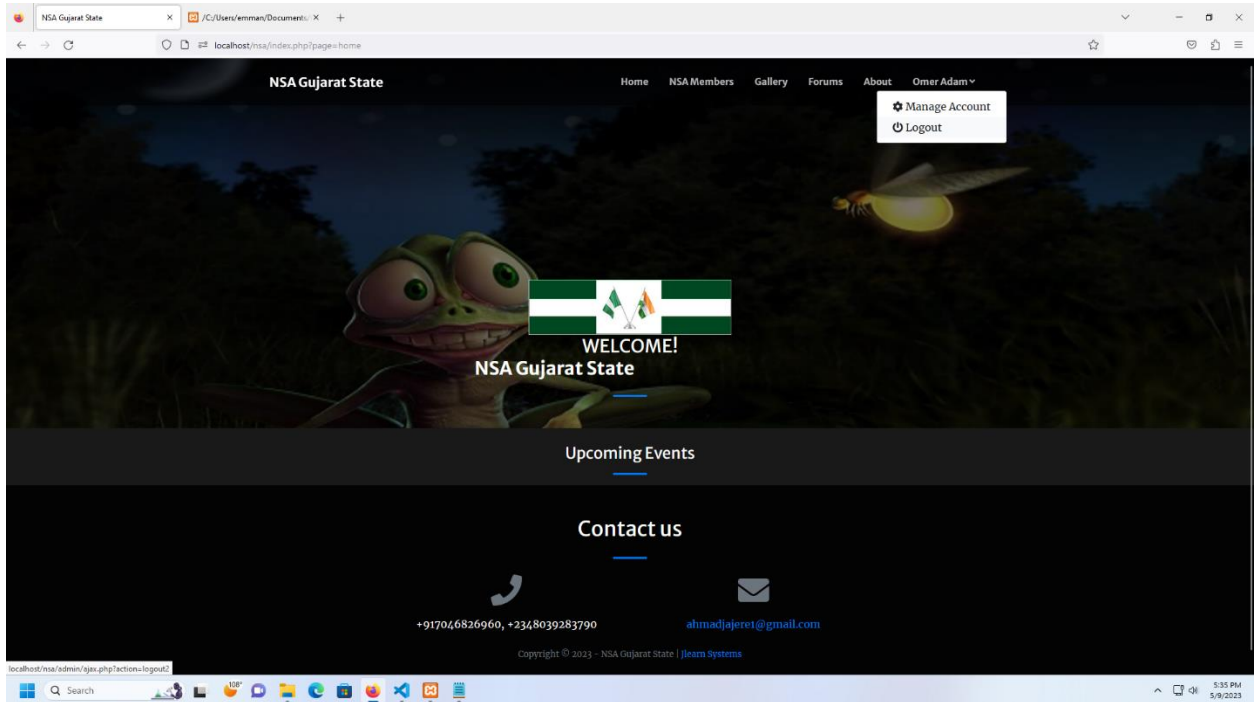 NSA Gujarat State
/C:/Users/emman/Documents/
localhost/nsa/index.php?page=home
NSA Gujarat State Home NSA Members Gallery Forums About Omer Adam
Manage Account
Logout
WELCOME!
NSA Gujarat State
Upcoming Events
Contact us
+917046826960, +2348039283790 ahmadjajere1@gmail.com
Copyright © 2023 - NSA Gujarat State | Jlearn Systems
localhost/nsa/admin/ajax.php?action=logout2
Search 108° 5:35 PM
5/9/2023